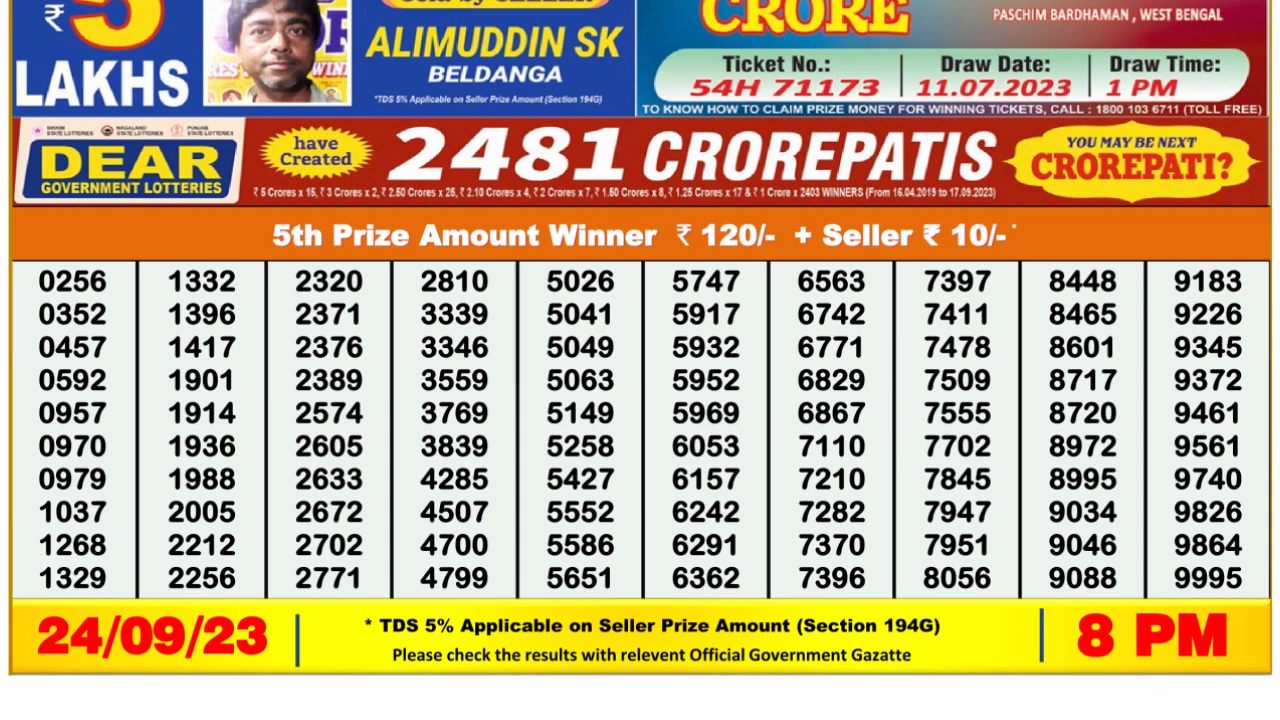 ₹ 5
LAKHS
Sold by SELLER
ALIMUDDIN SK
BELDANGA
*TDS 5% Applicable on Seller Prize Amount (Section 194G)
CRORE
PASCHIM BARDHAMAN , WEST BENGAL
Ticket No.: Draw Date: Draw Time:
54H 71173 11.07.2023 1 PM
TO KNOW HOW TO CLAIM PRIZE MONEY FOR WINNING TICKETS, CALL : 1800 103 6711 (TOLL FREE)
SIKKIM STATE LOTTERIES NAGALAND STATE LOTTERIES PUNJAB STATE LOTTERIES
DEAR
GOVERNMENT LOTTERIES
have
Created
2481 CROREPATIS
₹ 5 Crores x 15, ₹ 3 Crores x 2, ₹ 2.50 Crores x 25, ₹ 2.10 Crores x 4, ₹ 2 Crores x 7, ₹ 1.50 Crores x 8, ₹ 1.25 Crores x 17 & ₹ 1 Crore x 2403 WINNERS (From 16.04.2019 to 17.09.2023)
YOU MAY BE NEXT
CROREPATI?
5th Prize Amount Winner ₹ 120/- + Seller ₹ 10/-*
0256 1332 2320 2810 5026 5747 6563 7397 8448 9183
0352 1396 2371 3339 5041 5917 6742 7411 8465 9226
0457 1417 2376 3346 5049 5932 6771 7478 8601 9345
0592 1901 2389 3559 5063 5952 6829 7509 8717 9372
0957 1914 2574 3769 5149 5969 6867 7555 8720 9461
0970 1936 2605 3839 5258 6053 7110 7702 8972 9561
0979 1988 2633 4285 5427 6157 7210 7845 8995 9740
1037 2005 2672 4507 5552 6242 7282 7947 9034 9826
1268 2212 2702 4700 5586 6291 7370 7951 9046 9864
1329 2256 2771 4799 5651 6362 7396 8056 9088 9995
24/09/23
* TDS 5% Applicable on Seller Prize Amount (Section 194G)
Please check the results with relevent Official Government Gazatte
8 PM